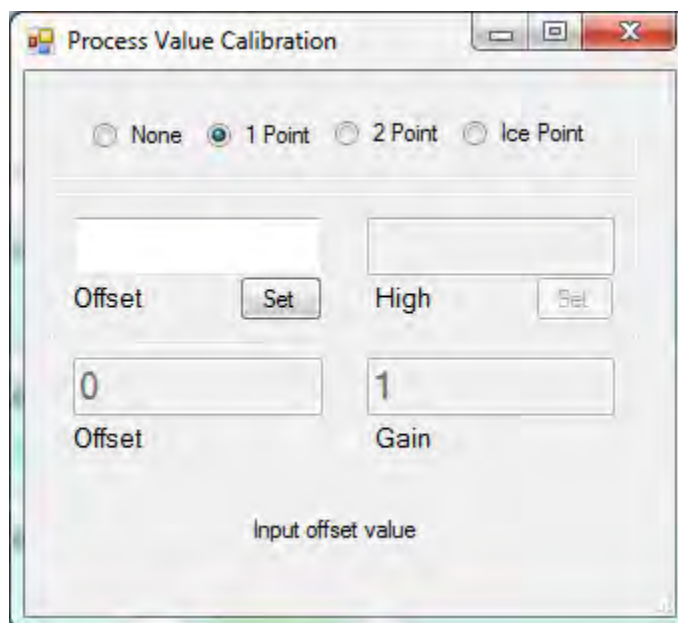 Process Value Calibration
None 1 Point 2 Point Ice Point
Offset Set High Set
0 1
Offset Gain
Input offset value